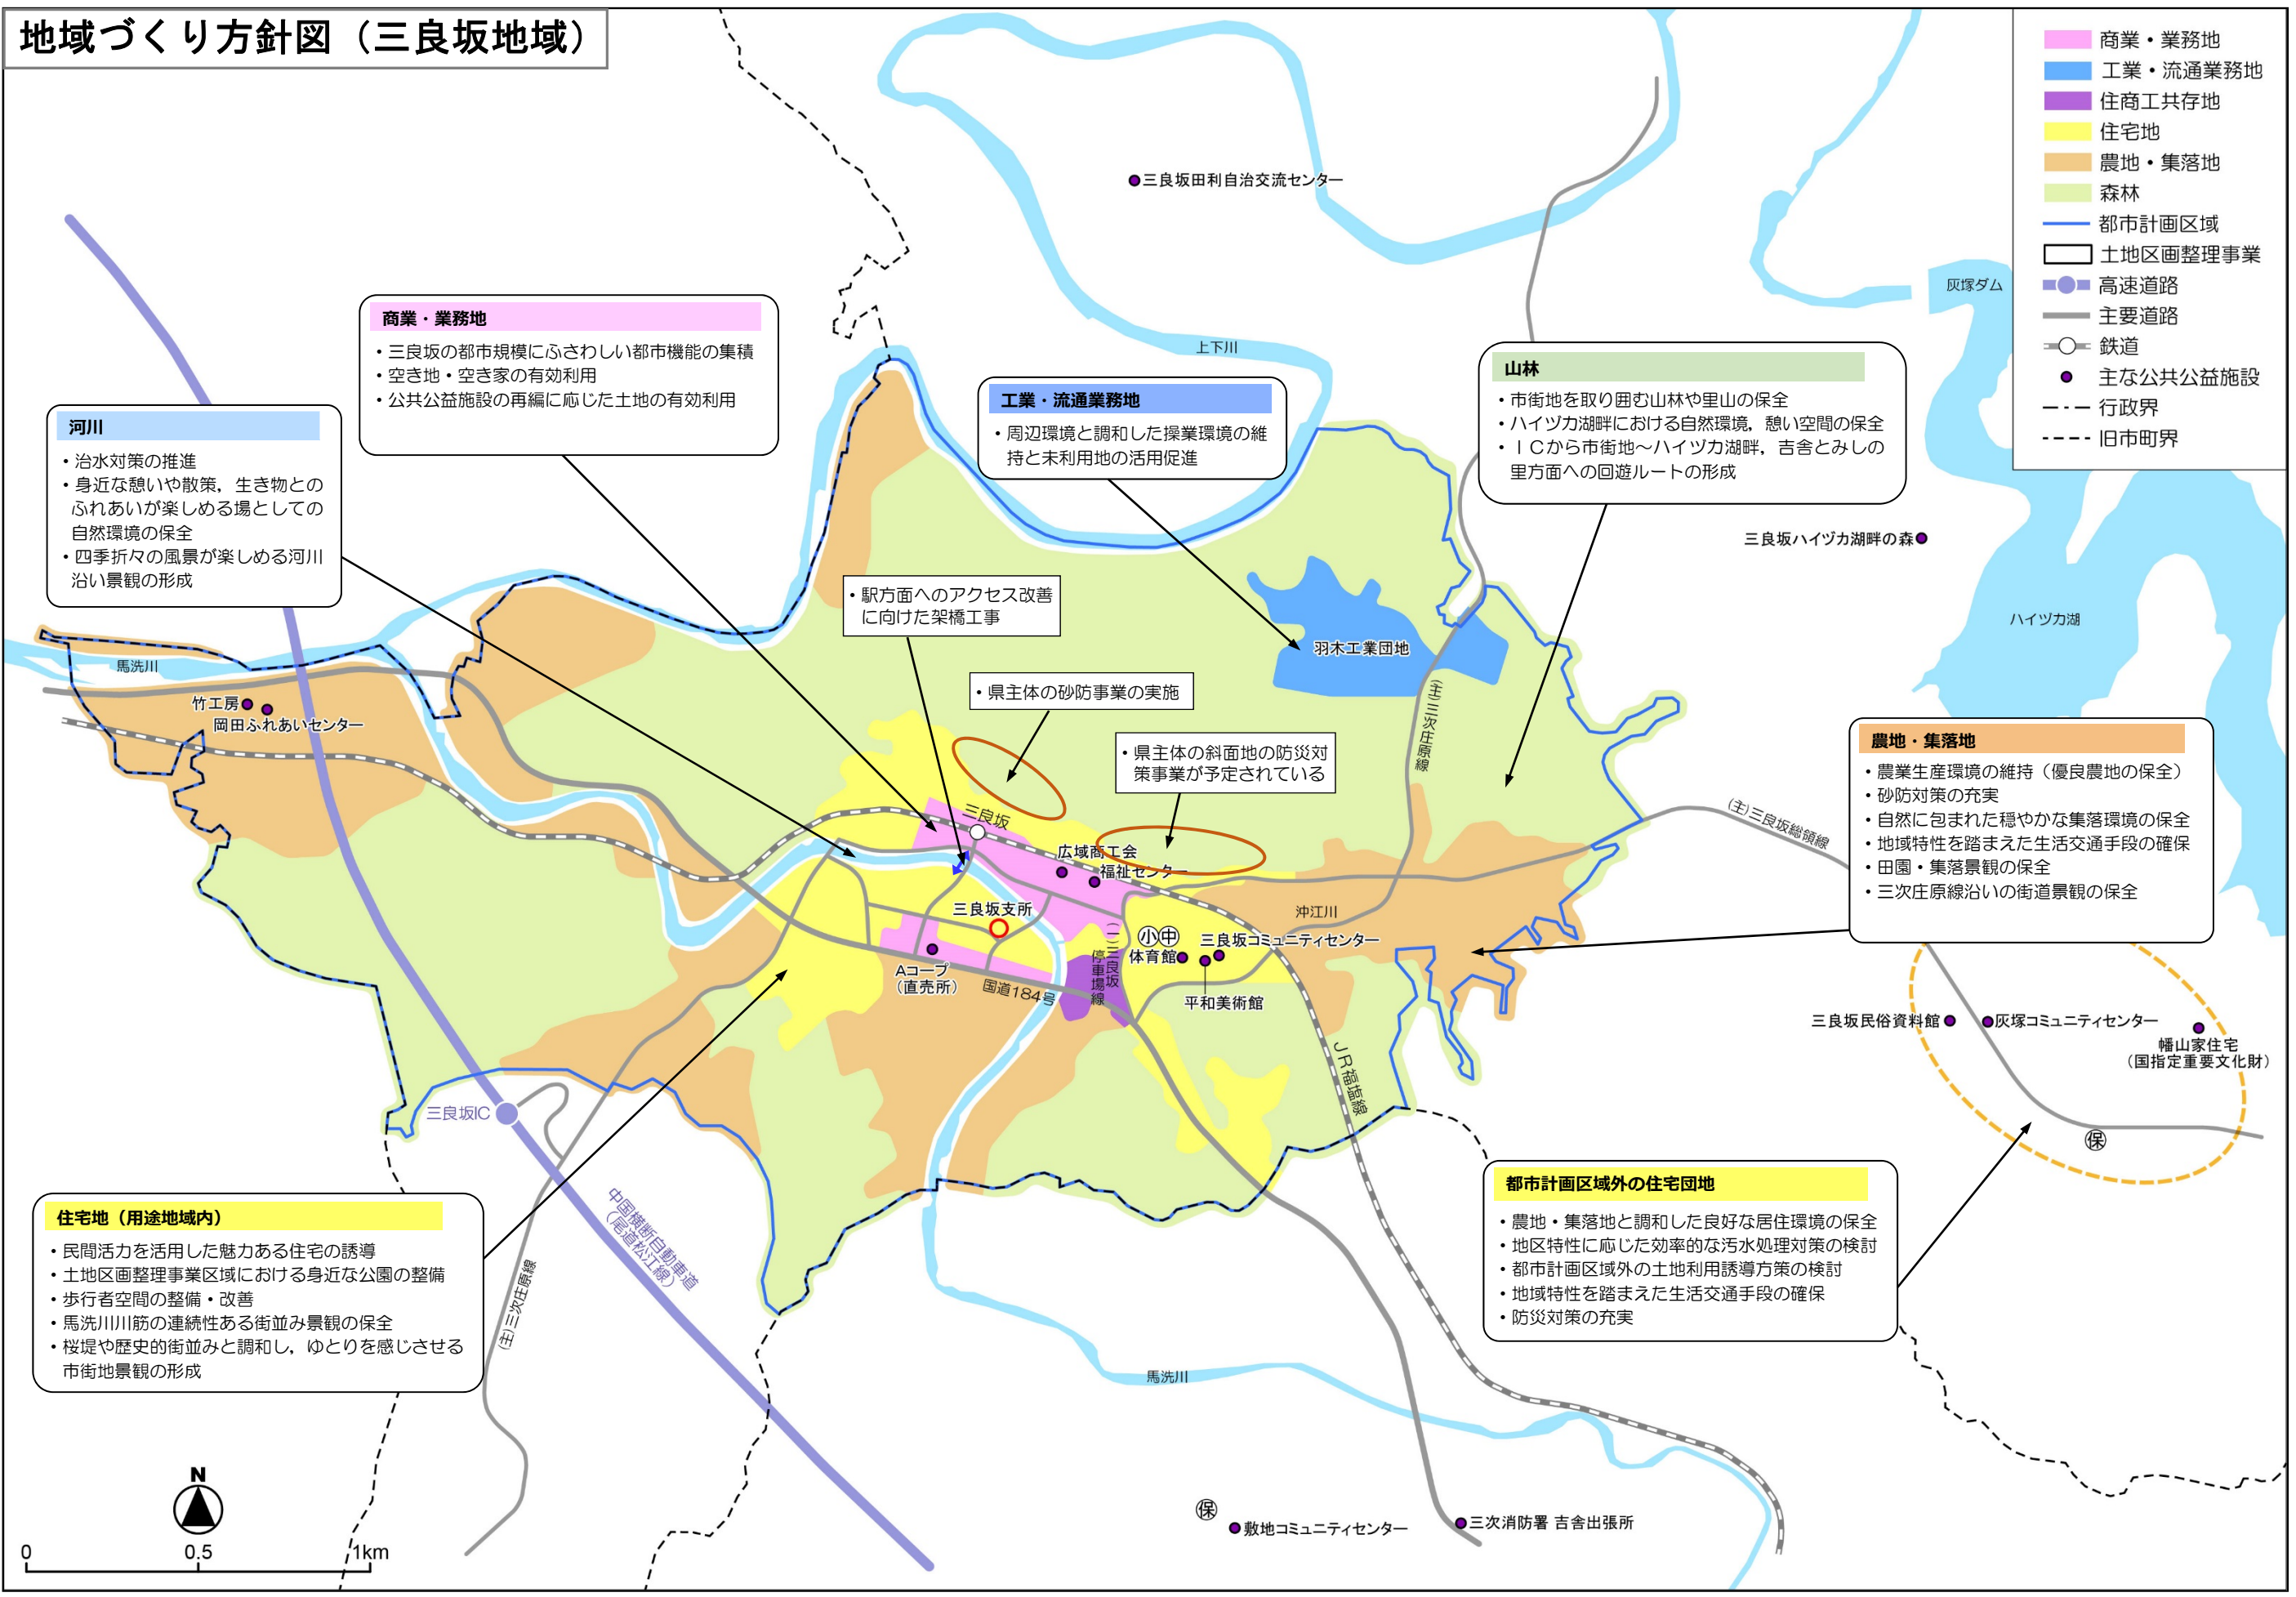 地域づくり方針図（三良坂地域）
商業・業務地
工業・流通業務地
住商工共存地
住宅地
農地・集落地
森林
都市計画区域
土地区画整理事業
高速道路
主要道路
鉄道
主な公共公益施設
行政界
旧市町界
三良坂田利自治交流センター
灰塚ダム
上下川
商業・業務地
・三良坂の都市規模にふさわしい都市機能の集積
・空き地・空き家の有効利用
・公共公益施設の再編に応じた土地の有効利用
工業・流通業務地
・周辺環境と調和した操業環境の維
持と未利用地の活用促進
山林
・市街地を取り囲む山林や里山の保全
・ハイヅカ湖畔における自然環境，憩い空間の保全
・ＩＣから市街地～ハイヅカ湖畔，吉舎とみしの
里方面への回遊ルートの形成
河川
・治水対策の推進
・身近な憩いや散策，生き物との
ふれあいが楽しめる場としての
自然環境の保全
・四季折々の風景が楽しめる河川
沿い景観の形成
三良坂ハイヅカ湖畔の森
ハイヅカ湖
・駅方面へのアクセス改善
に向けた架橋工事
羽木工業団地
馬洗川
竹工房
岡田ふれあいセンター
・県主体の砂防事業の実施
(主)三次庄原線
・県主体の斜面地の防災対
策事業が予定されている
農地・集落地
・農業生産環境の維持（優良農地の保全）
・砂防対策の充実
・自然に包まれた穏やかな集落環境の保全
・地域特性を踏まえた生活交通手段の確保
・田園・集落景観の保全
・三次庄原線沿いの街道景観の保全
(主)三良坂総領線
三良坂
広域商工会
福祉センター
三良坂支所
沖江川
小中
体育館
三良坂コミュニティセンター
平和美術館
(一)三良坂
停車場線
Aコープ
（直売所）
国道184号
ＪＲ福塩線
三良坂民俗資料館
灰塚コミュニティセンター
幡山家住宅
（国指定重要文化財）
保
三良坂IC
中国横断自動車道
（尾道松江線）
(主)三次庄原線
住宅地（用途地域内）
・民間活力を活用した魅力ある住宅の誘導
・土地区画整理事業区域における身近な公園の整備
・歩行者空間の整備・改善
・馬洗川川筋の連続性ある街並み景観の保全
・桜堤や歴史的街並みと調和し，ゆとりを感じさせる
市街地景観の形成
都市計画区域外の住宅団地
・農地・集落地と調和した良好な居住環境の保全
・地区特性に応じた効率的な汚水処理対策の検討
・都市計画区域外の土地利用誘導方策の検討
・地域特性を踏まえた生活交通手段の確保
・防災対策の充実
馬洗川
保
敷地コミュニティセンター
三次消防署 吉舎出張所
N
0 0.5 1km